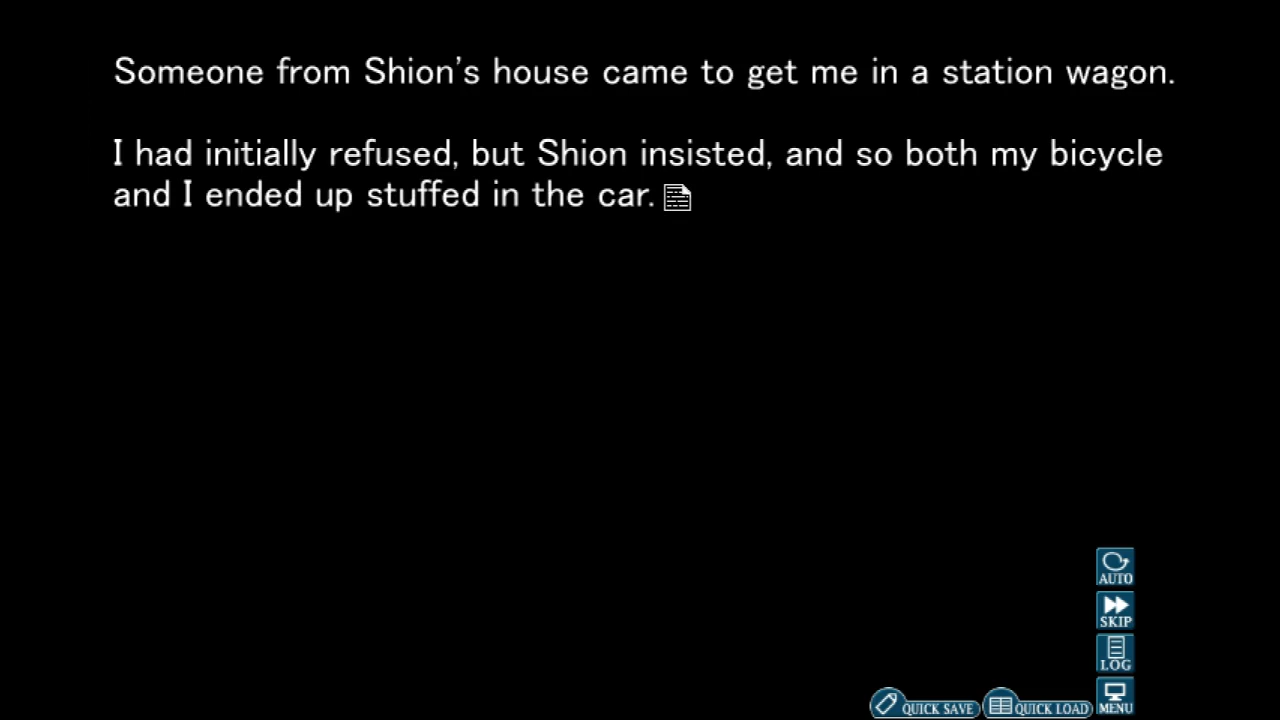 Someone from Shion's house came to get me in a station wagon.
I had initially refused, but Shion insisted, and so both my bicycle
and I ended up stuffed in the car.
AUTO
SKIP
LOG
QUICK SAVE QUICK LOAD MENU